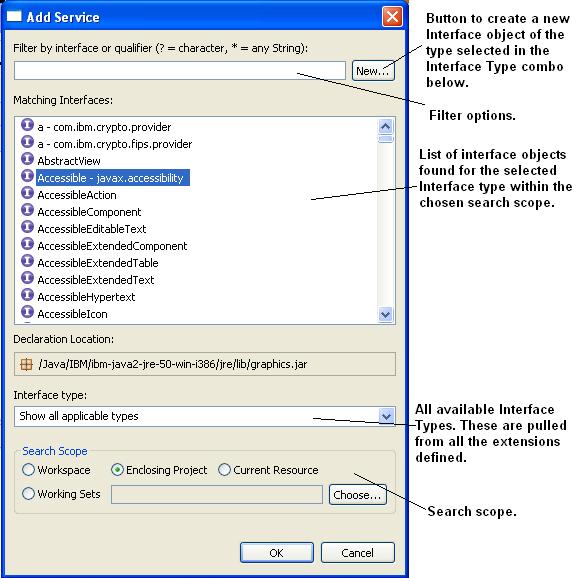 Add Service
Filter by interface or qualifier (? = character, * = any String):
New...
Matching Interfaces:
a - com.ibm.crypto.provider
a - com.ibm.crypto.fips.provider
AbstractView
Accessible - javax.accessibility
AccessibleAction
AccessibleComponent
AccessibleEditableText
AccessibleExtendedComponent
AccessibleExtendedTable
AccessibleExtendedText
AccessibleHypertext
AccessibleIcon
Declaration Location:
/Java/IBM/ibm-java2-jre-50-win-i386/jre/lib/graphics.jar
Interface type:
Show all applicable types
Search Scope
Workspace
Enclosing Project
Current Resource
Working Sets
Choose...
OK
Cancel
Button to create a new
Interface object of the
type selected in the
Interface Type combo
below.
Filter options.
List of interface objects
found for the selected
Interface type within the
chosen search scope.
All available Interface
Types. These are pulled
from all the extensions
defined.
Search scope.